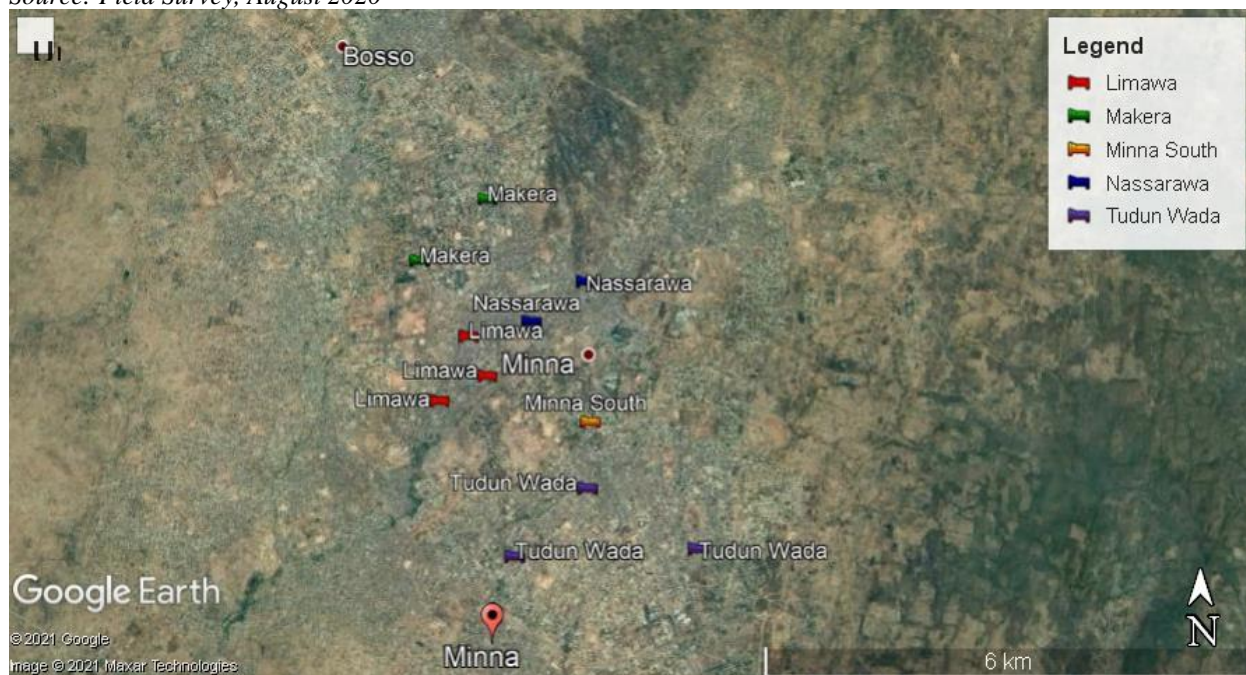 Source: Field Survey, August 2020
Bosso
Legend
Limawa
Makera
Minna South
Nassarawa
Tudun Wada
Makera
Makera
Nassarawa
Nassarawa
Limawa
Minna
Limawa
Limawa
Minna South
Tudun Wada
Tudun Wada
Tudun Wada
Google Earth
Minna
N
© 2021 Google
Image © 2021 Maxar Technologies
6 km